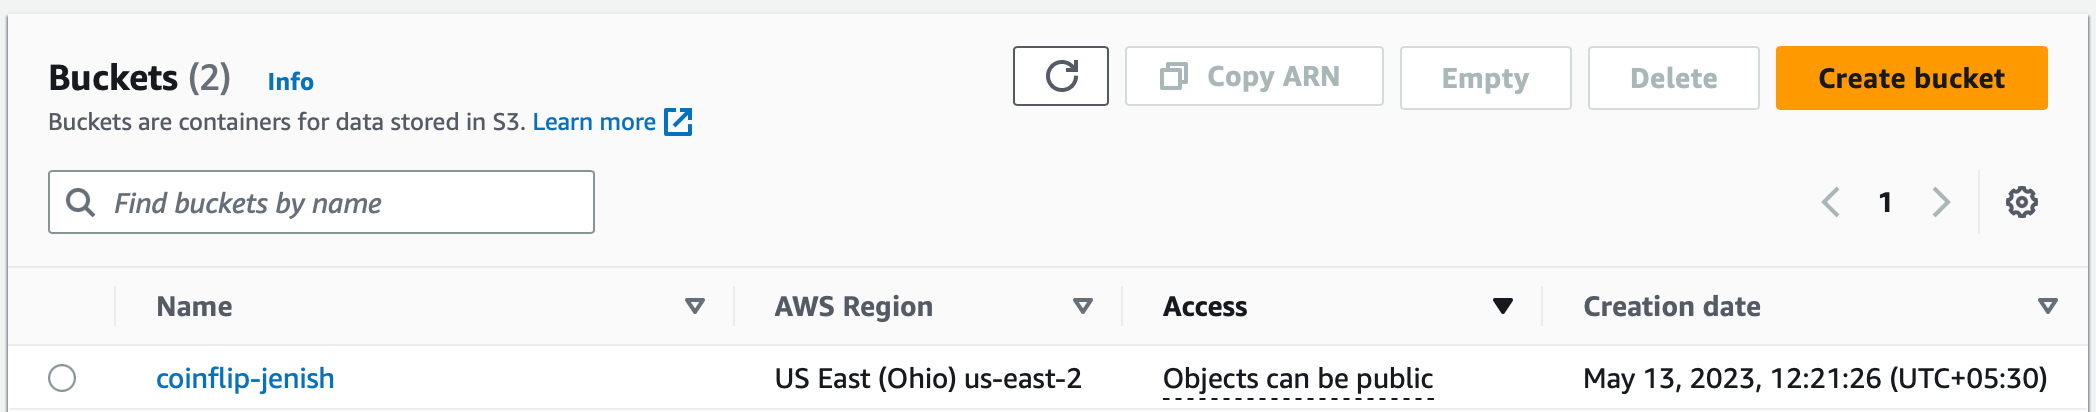 Buckets (2) Info
Buckets are containers for data stored in S3. Learn more
Copy ARN
Empty
Delete
Create bucket
Find buckets by name
1
Name AWS Region Access Creation date
coinflip-jenish US East (Ohio) us-east-2 Objects can be public May 13, 2023, 12:21:26 (UTC+05:30)